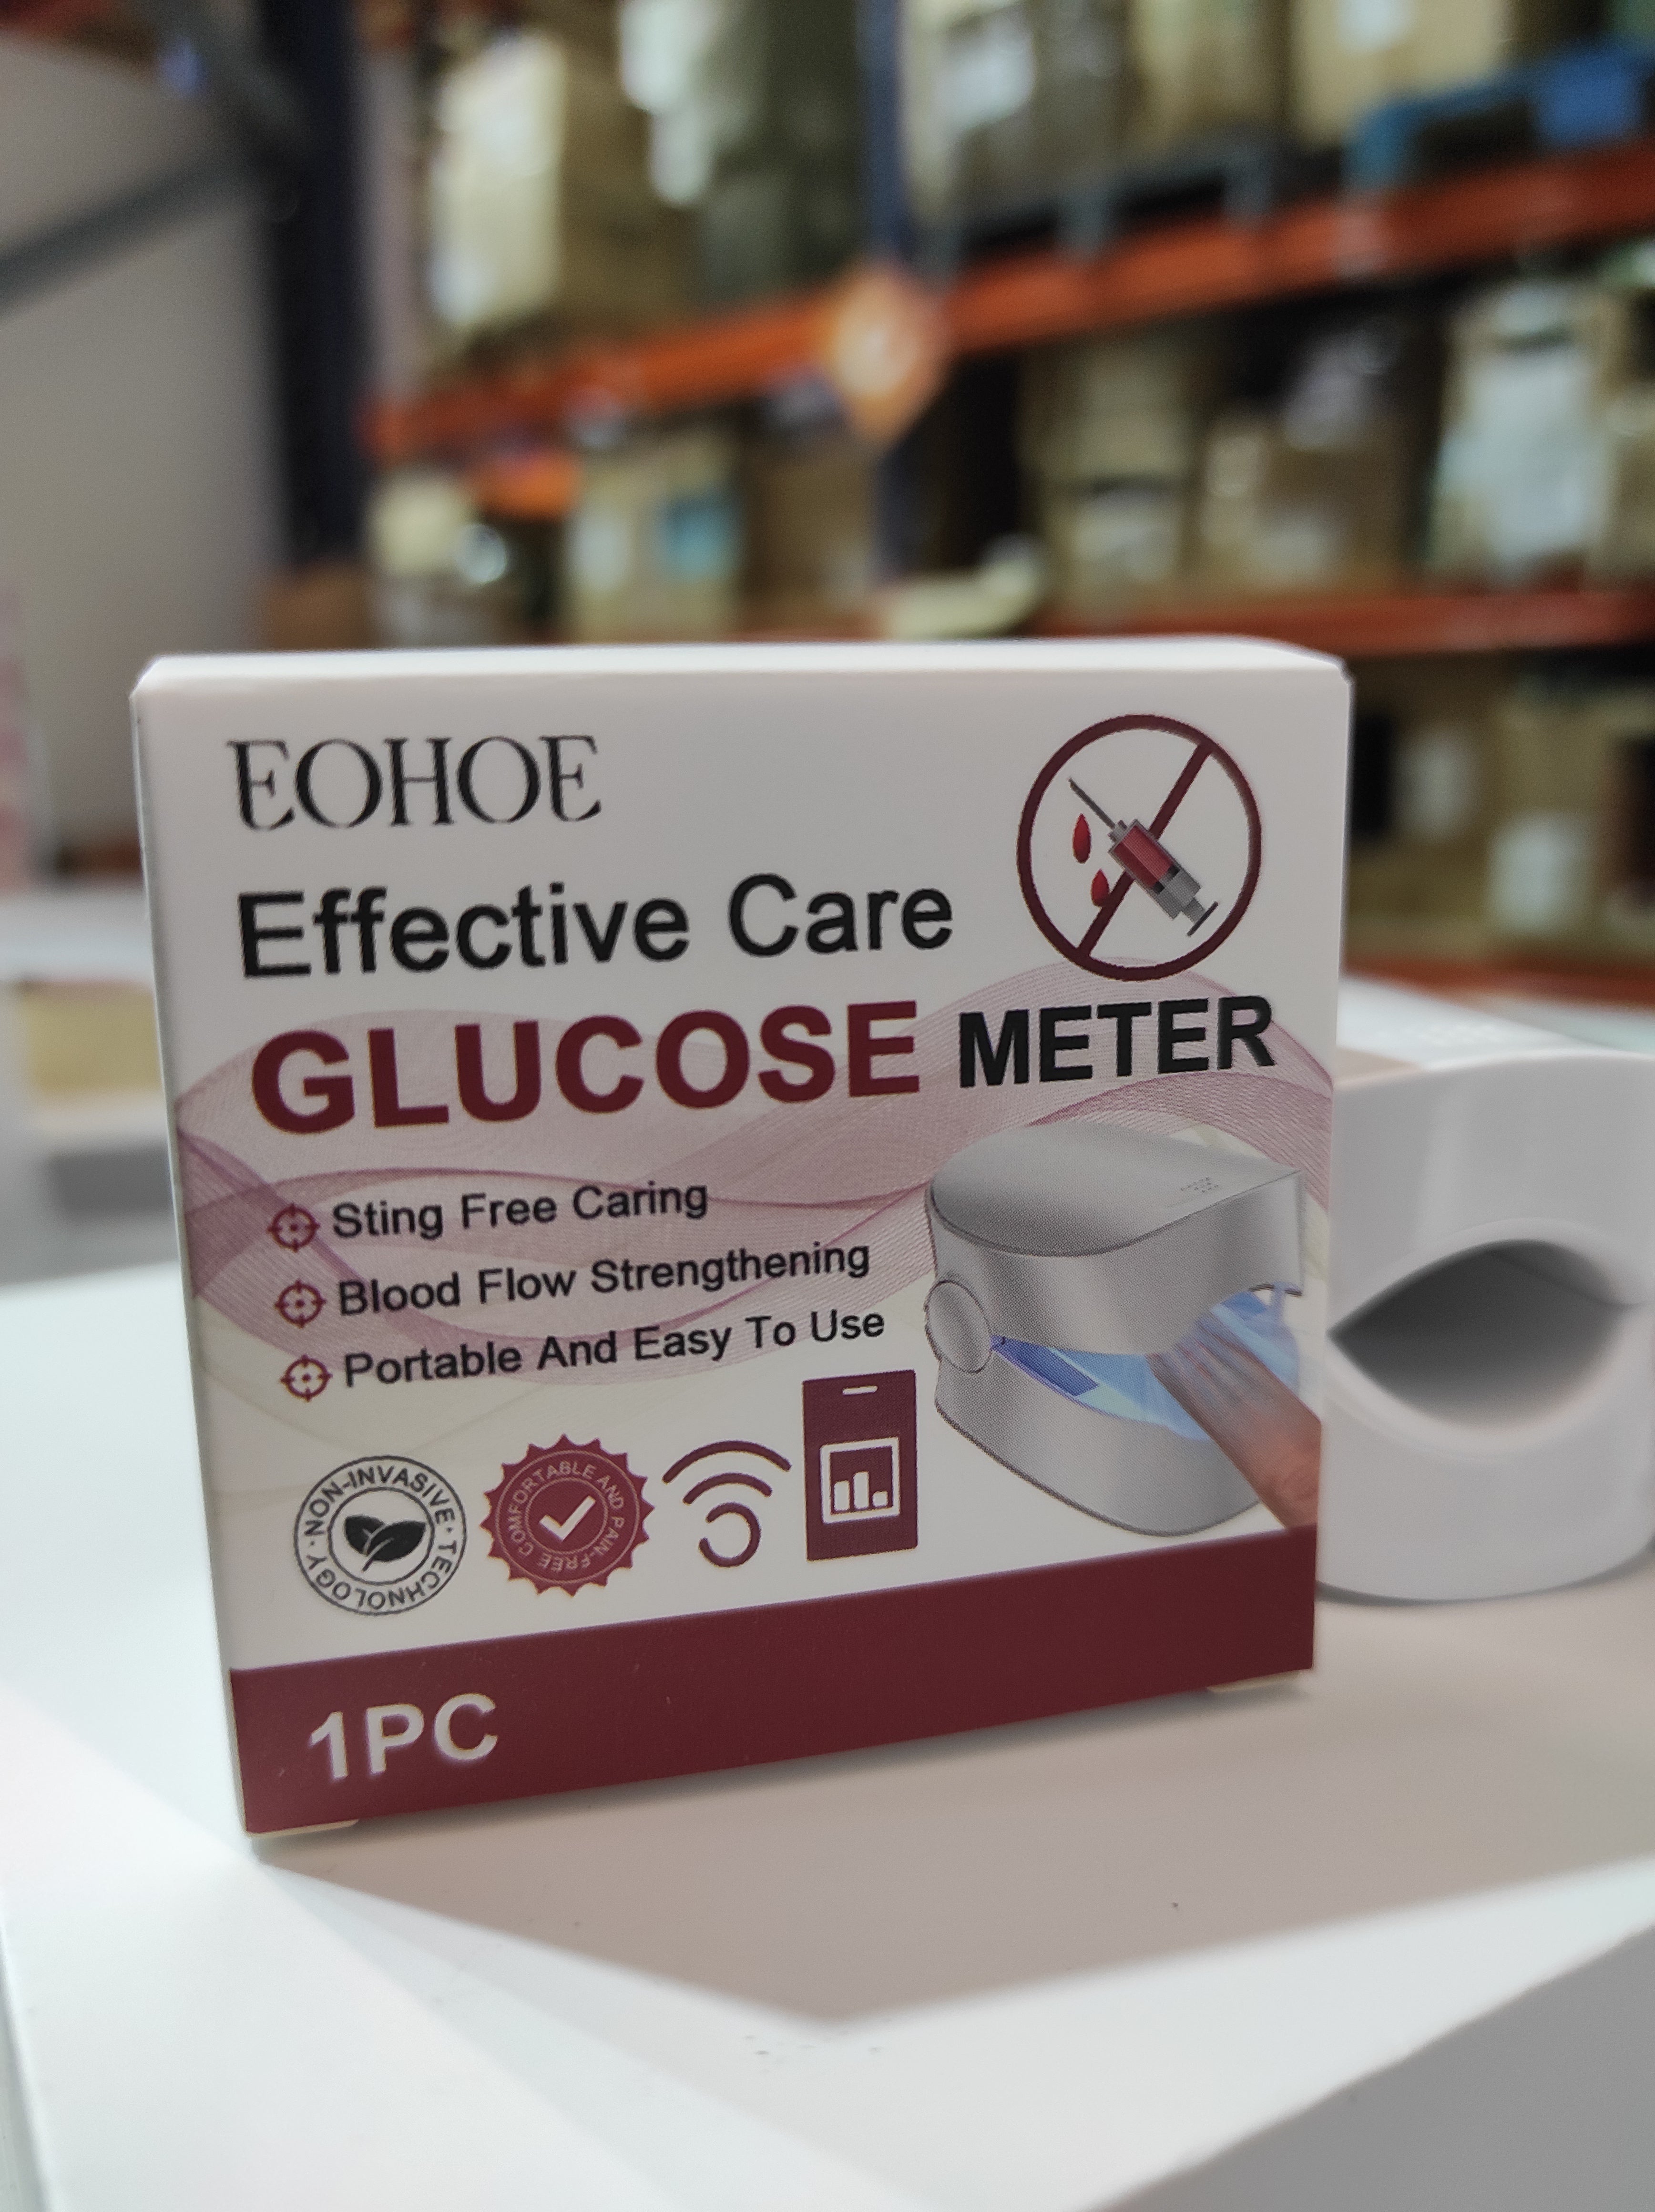 EOHOE
Effective Care
GLUCOSE METER
Sting Free Caring
Blood Flow Strengthening
Portable And Easy To Use
NON-INVASIVE · TECHNOLOGY ·
COMFORTABLE AND PAIN-FREE
1PC